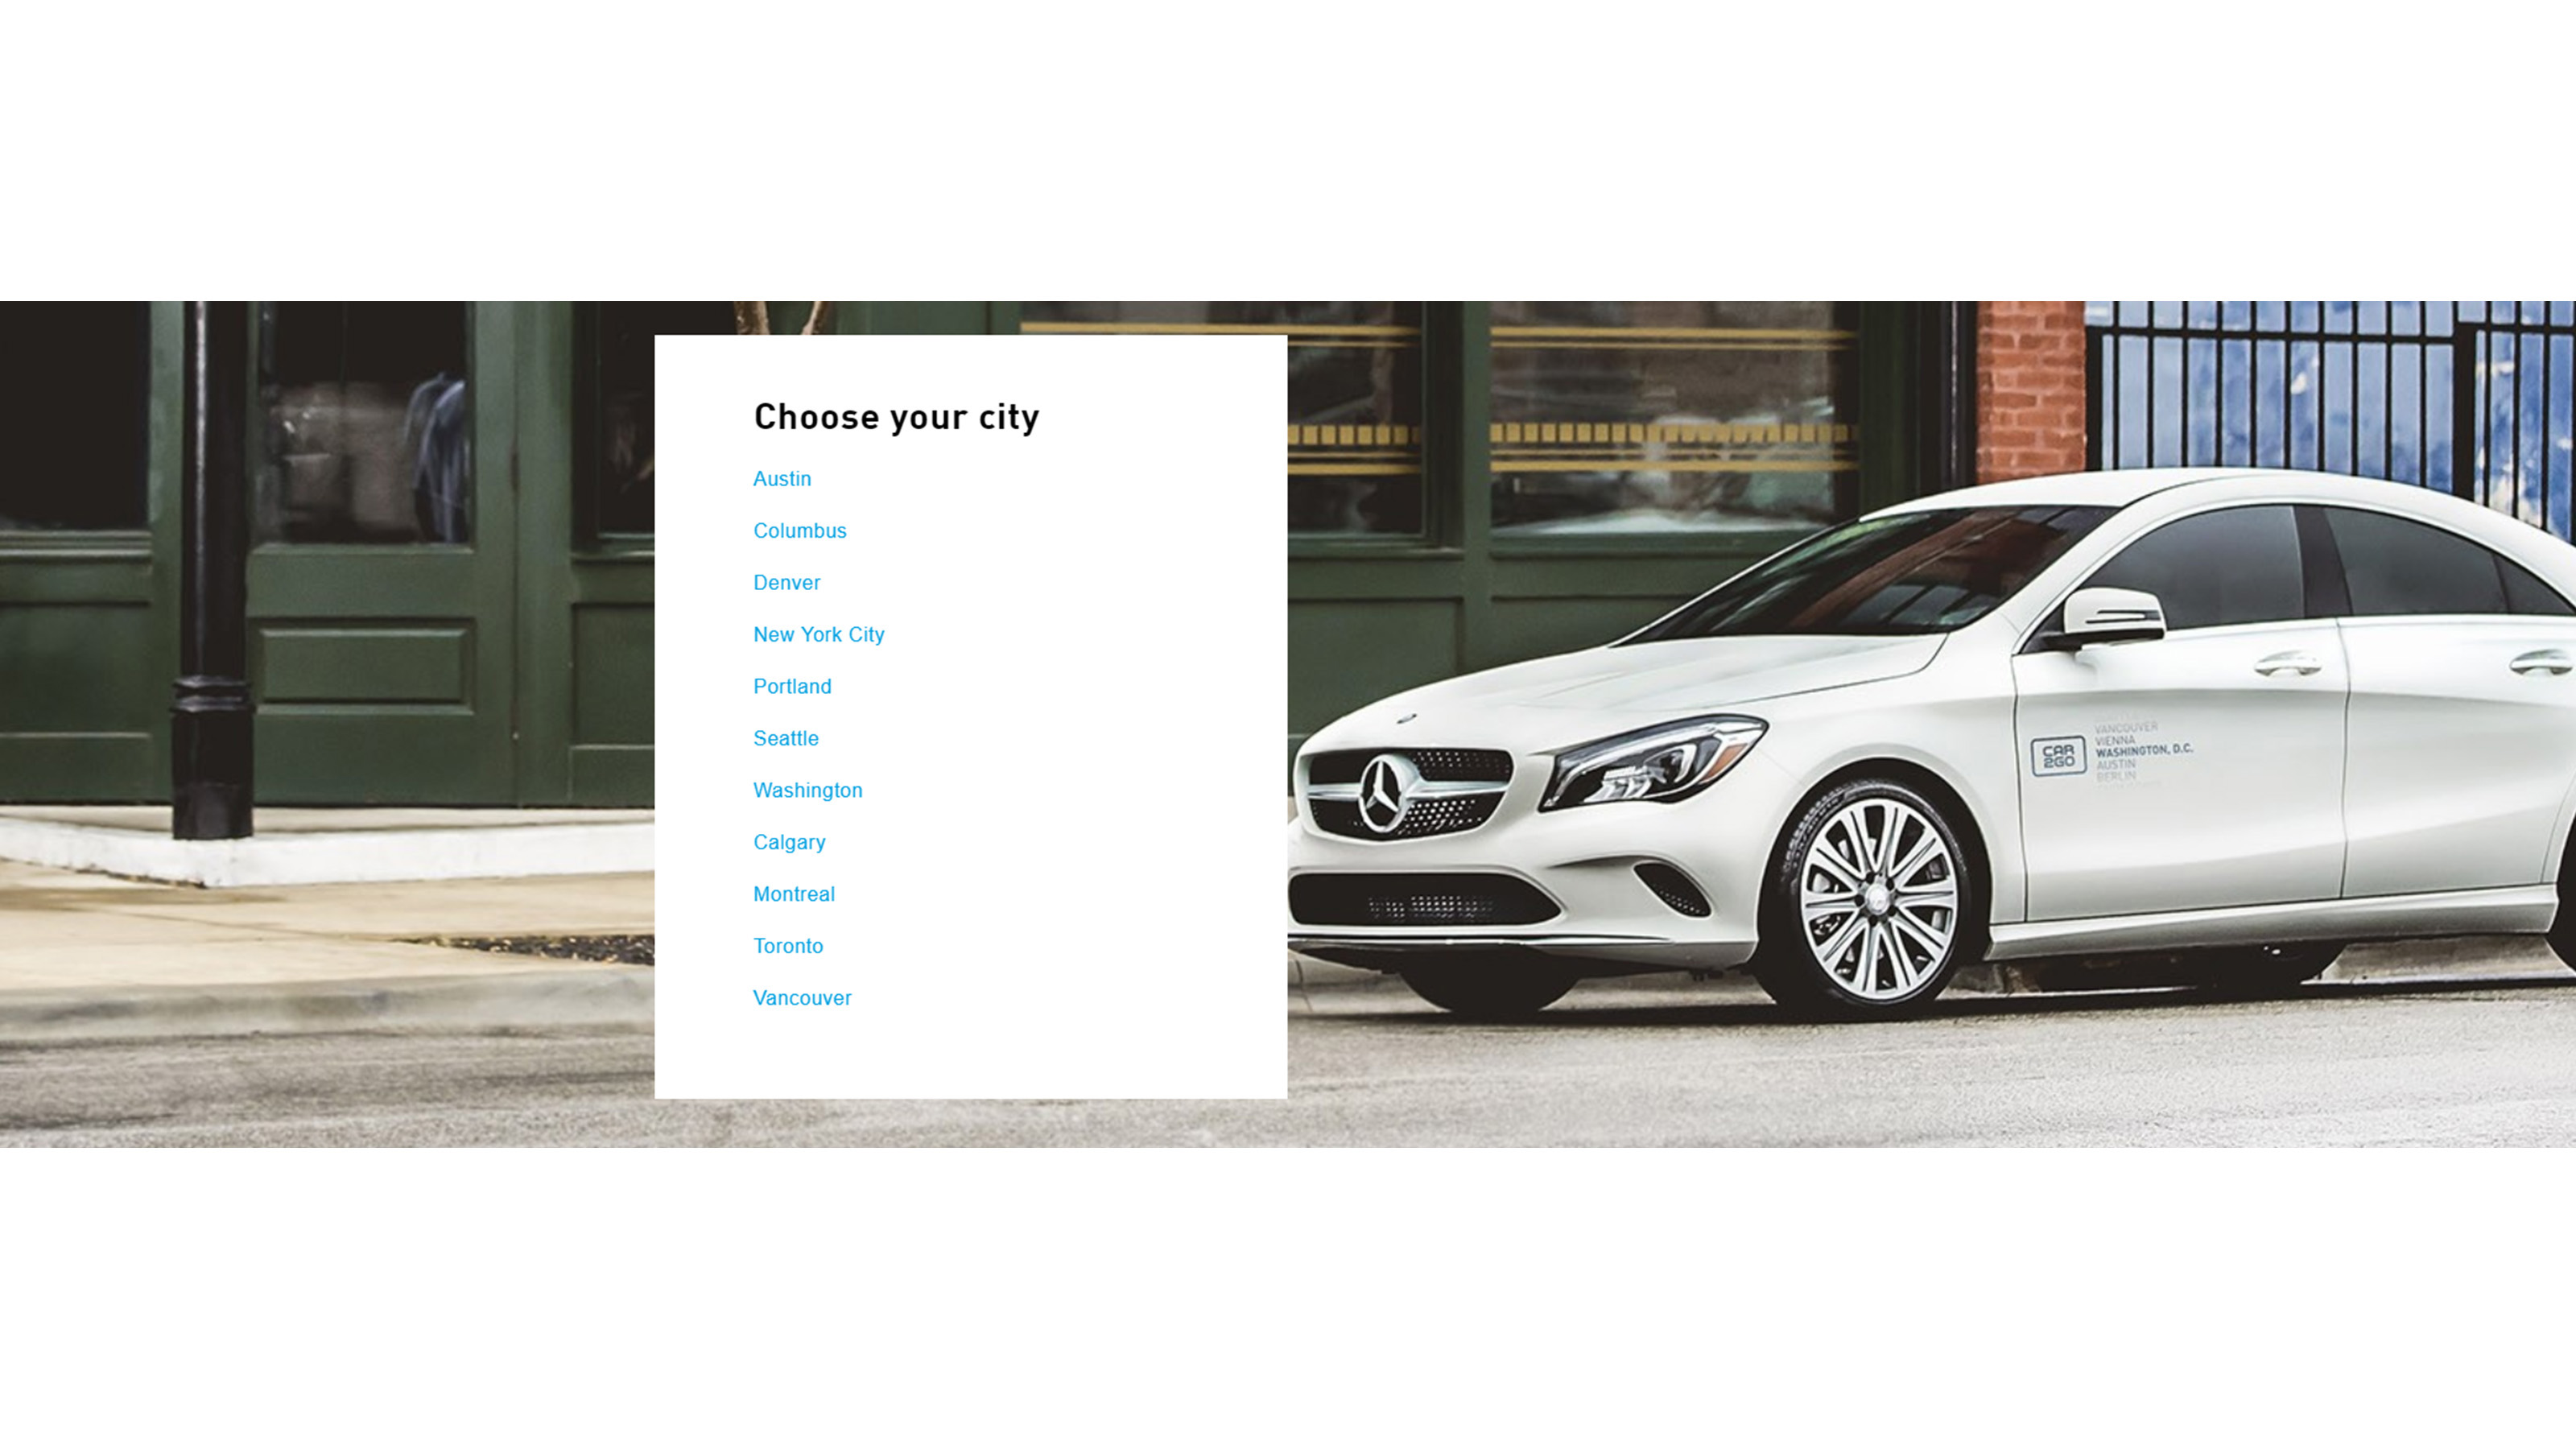 Choose your city
Austin
Columbus
Denver
New York City
Portland
Seattle
Washington
Calgary
Montreal
Toronto
Vancouver
CAR
2GO
VANCOUVER
VIENNA
WASHINGTON, D.C.
AUSTIN
BERLIN